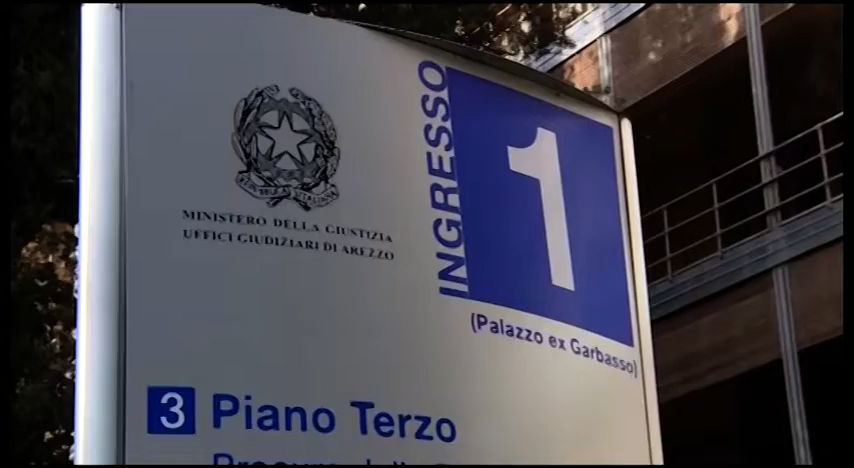 REPVBBLICA ITALIANA
MINISTERO DELLA GIUSTIZIA
UFFICI GIUDIZIARI DI AREZZO
INGRESSO
1
(Palazzo ex Garbasso)
3 Piano Terzo